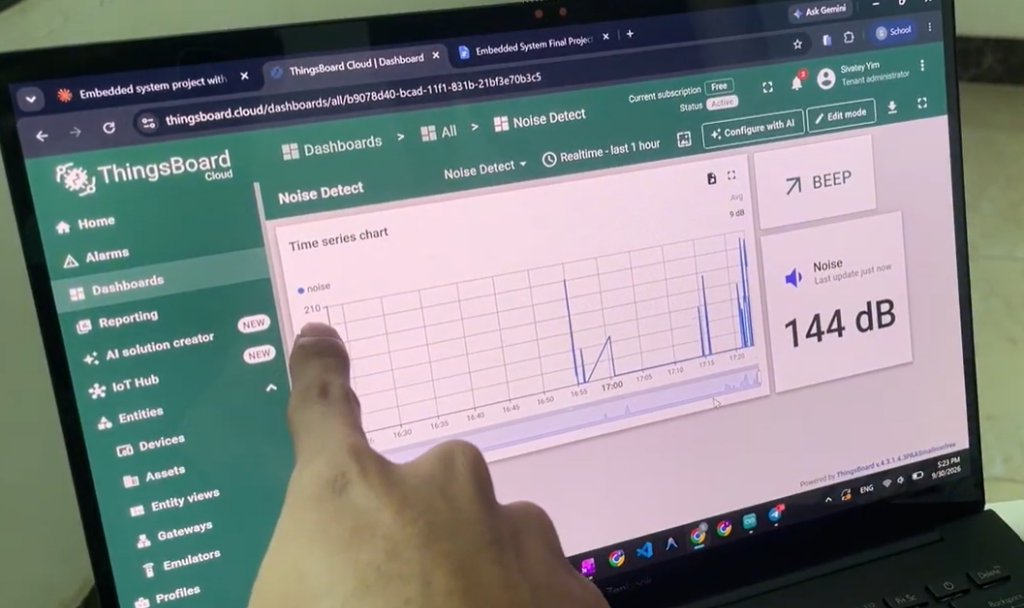 Ask Gemini
Embedded system project with
ThingsBoard Cloud | Dashboard
Embedded System Final Project
thingsboard.cloud/dashboards/all/b9078d40-bcad-11f1-831b-21bf3e70b3c5
School
ThingsBoard
Cloud
Dashboards > All > Noise Detect
Current subscription Free
Status Active
Sivatey Yim
Tenant administrator
Noise Detect
Noise Detect
Realtime - last 1 hour
Configure with AI
Edit mode
Home
Alarms
Dashboards
Reporting NEW
AI solution creator NEW
IoT Hub
Entities
Devices
Assets
Entity views
Gateways
Emulators
Profiles
Time series chart
Avg
9 dB
noise
210
16:30 16:35 16:40 16:45 16:50 16:55 17:00 17:05 17:10 17:15 17:20
BEEP
Noise
Last update just now
144 dB
Powered by ThingsBoard
ENG
5:23 PM
9/30/2026
Delete
Backspace